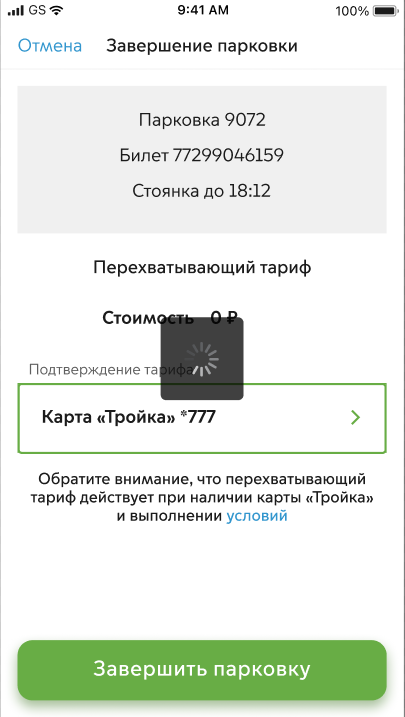 GS 9:41 AM 100%
Отмена Завершение парковки
Парковка 9072
Билет 77299046159
Стоянка до 18:12
Перехватывающий тариф
Стоимость 0 ₽
Подтверждение тарифа
Карта «Тройка» *777
Обратите внимание, что перехватывающий
тариф действует при наличии карты «Тройка»
и выполнении условий
Завершить парковку